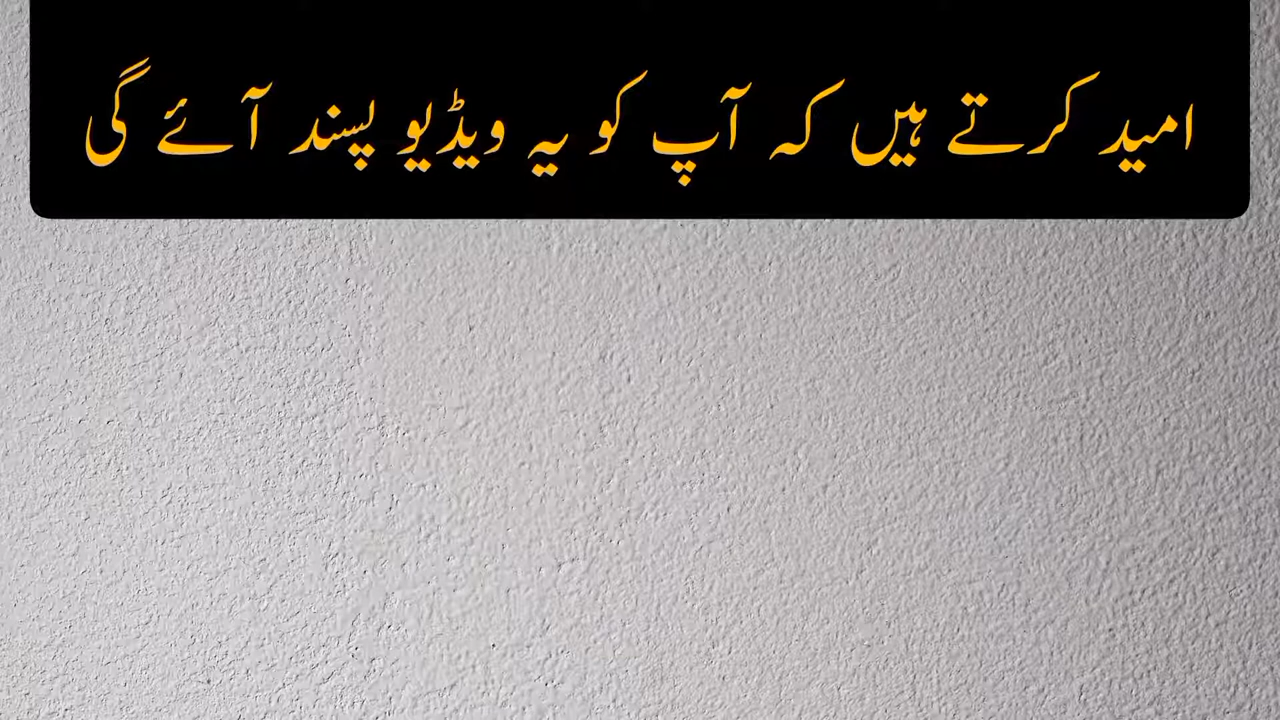 امید کرتے ہیں کہ آپ کو یہ ویڈیو پسند آئے گی